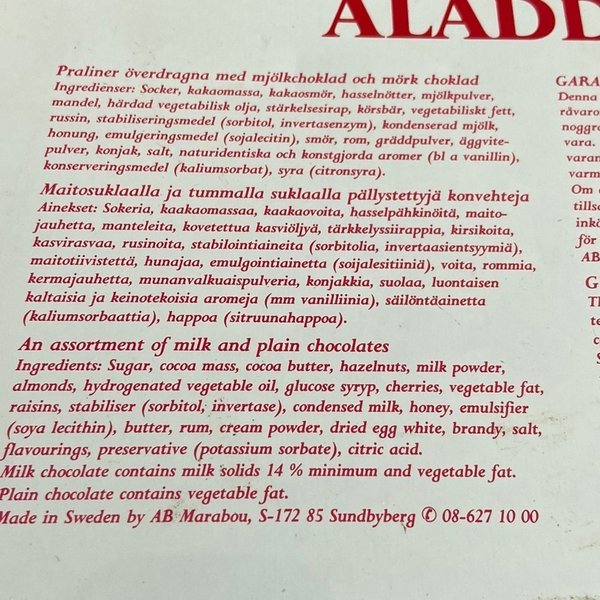 ALADD
Praliner överdragna med mjölkchoklad och mörk choklad
Ingredienser: Socker, kakaomassa, kakaosmör, hasselnötter, mjölkpulver,
mandel, härdad vegetabilisk olja, stärkelsesirap, körsbär, vegetabiliskt fett,
russin, stabiliseringsmedel (sorbitol, invertasenzym), kondenserad mjölk,
honung, emulgeringsmedel (sojalecitin), smör, rom, gräddpulver, äggvite-
pulver, konjak, salt, naturidentiska och konstgjorda aromer (bl a vanillin),
konserveringsmedel (kaliumsorbat), syra (citronsyra).
Maitosuklaalla ja tummalla suklaalla päällystettyjä konvehteja
Ainekset: Sokeria, kaakaomassaa, kaakaovoita, hasselpähkinöitä, maito-
jauhetta, manteleita, kovetettua kasviöljyä, tärkkelyssiirappia, kirsikoita,
kasvirasvaa, rusinoita, stabilointiaineita (sorbitolia, invertaasientsyymiä),
maitotiivistettä, hunajaa, emulgointiainetta (soijalesitiiniä), voita, rommia,
kermajauhetta, munanvalkuaispulveria, konjakkia, suolaa, luontaisen
kaltaisia ja keinotekoisia aromeja (mm vanilliinia), säilöntäainetta
(kaliumsorbaattia), happoa (sitruunahappoa).
An assortment of milk and plain chocolates
Ingredients: Sugar, cocoa mass, cocoa butter, hazelnuts, milk powder,
almonds, hydrogenated vegetable oil, glucose syryp, cherries, vegetable fat,
raisins, stabiliser (sorbitol, invertase), condensed milk, honey, emulsifier
(soya lecithin), butter, rum, cream powder, dried egg white, brandy, salt,
flavourings, preservative (potassium sorbate), citric acid.
Milk chocolate contains milk solids 14 % minimum and vegetable fat.
Plain chocolate contains vegetable fat.
Made in Sweden by AB Marabou, S-172 85 Sundbyberg ✆ 08-627 10 00
GARA
Denna
råvaror
noggr
vara.
varan
varm
Om
tillsc
inkö
för
AB
G
Th
te
c
S